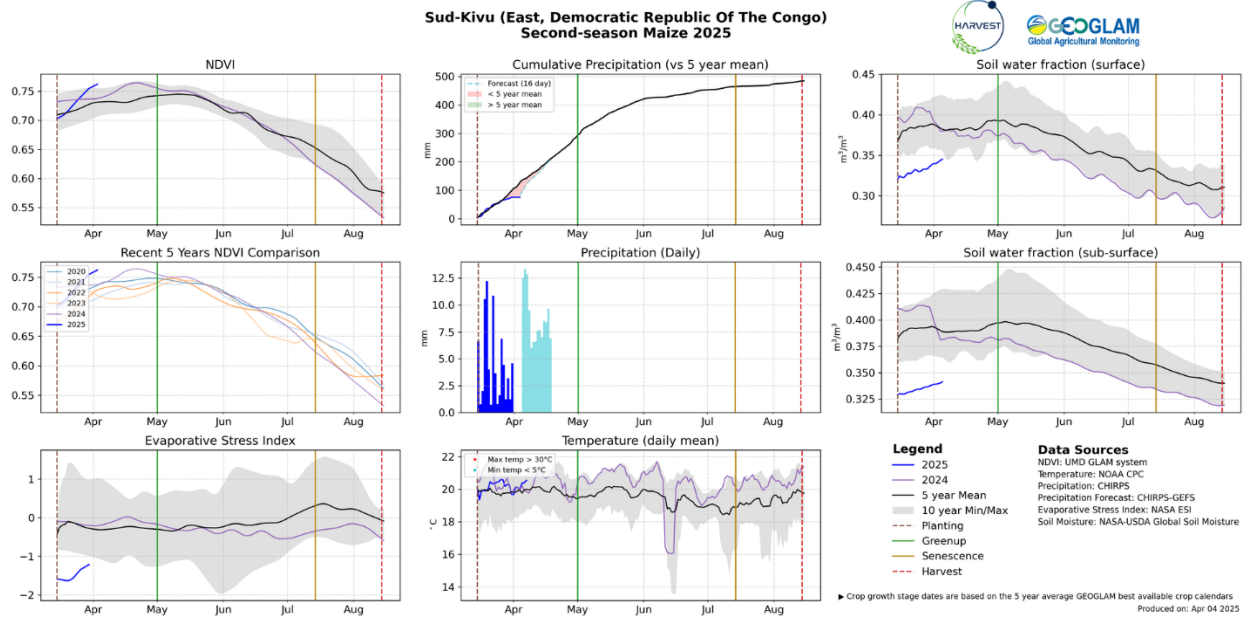 Sud-Kivu (East, Democratic Republic Of The Congo)
Second-season Maize 2025
HARVEST
GEOGLAM
Global Agricultural Monitoring
NDVI
0.75
0.70
0.65
0.60
0.55
Apr May Jun Jul Aug
Cumulative Precipitation (vs 5 year mean)
Forecast (16 day)
< 5 year mean
> 5 year mean
mm
500
400
300
200
100
0
Apr May Jun Jul Aug
Soil water fraction (surface)
m³/m³
0.45
0.40
0.35
0.30
Apr May Jun Jul Aug
Recent 5 Years NDVI Comparison
2020
2021
2022
2023
2024
2025
0.75
0.70
0.65
0.60
0.55
Apr May Jun Jul Aug
Precipitation (Daily)
mm
12.5
10.0
7.5
5.0
2.5
0.0
Apr May Jun Jul Aug
Soil water fraction (sub-surface)
m³/m³
0.450
0.425
0.400
0.375
0.350
0.325
Apr May Jun Jul Aug
Evaporative Stress Index
1
0
−1
−2
Apr May Jun Jul Aug
Temperature (daily mean)
Max temp > 30°C
Min temp < 5°C
°C
22
20
18
16
14
Apr May Jun Jul Aug
Legend
2025
2024
5 year Mean
10 year Min/Max
Planting
Greenup
Senescence
Harvest
Data Sources
NDVI: UMD GLAM system
Temperature: NOAA CPC
Precipitation: CHIRPS
Precipitation Forecast: CHIRPS-GEFS
Evaporative Stress Index: NASA ESI
Soil Moisture: NASA-USDA Global Soil Moisture
▶ Crop growth stage dates are based on the 5 year average GEOGLAM best available crop calendars
Produced on: Apr 04 2025